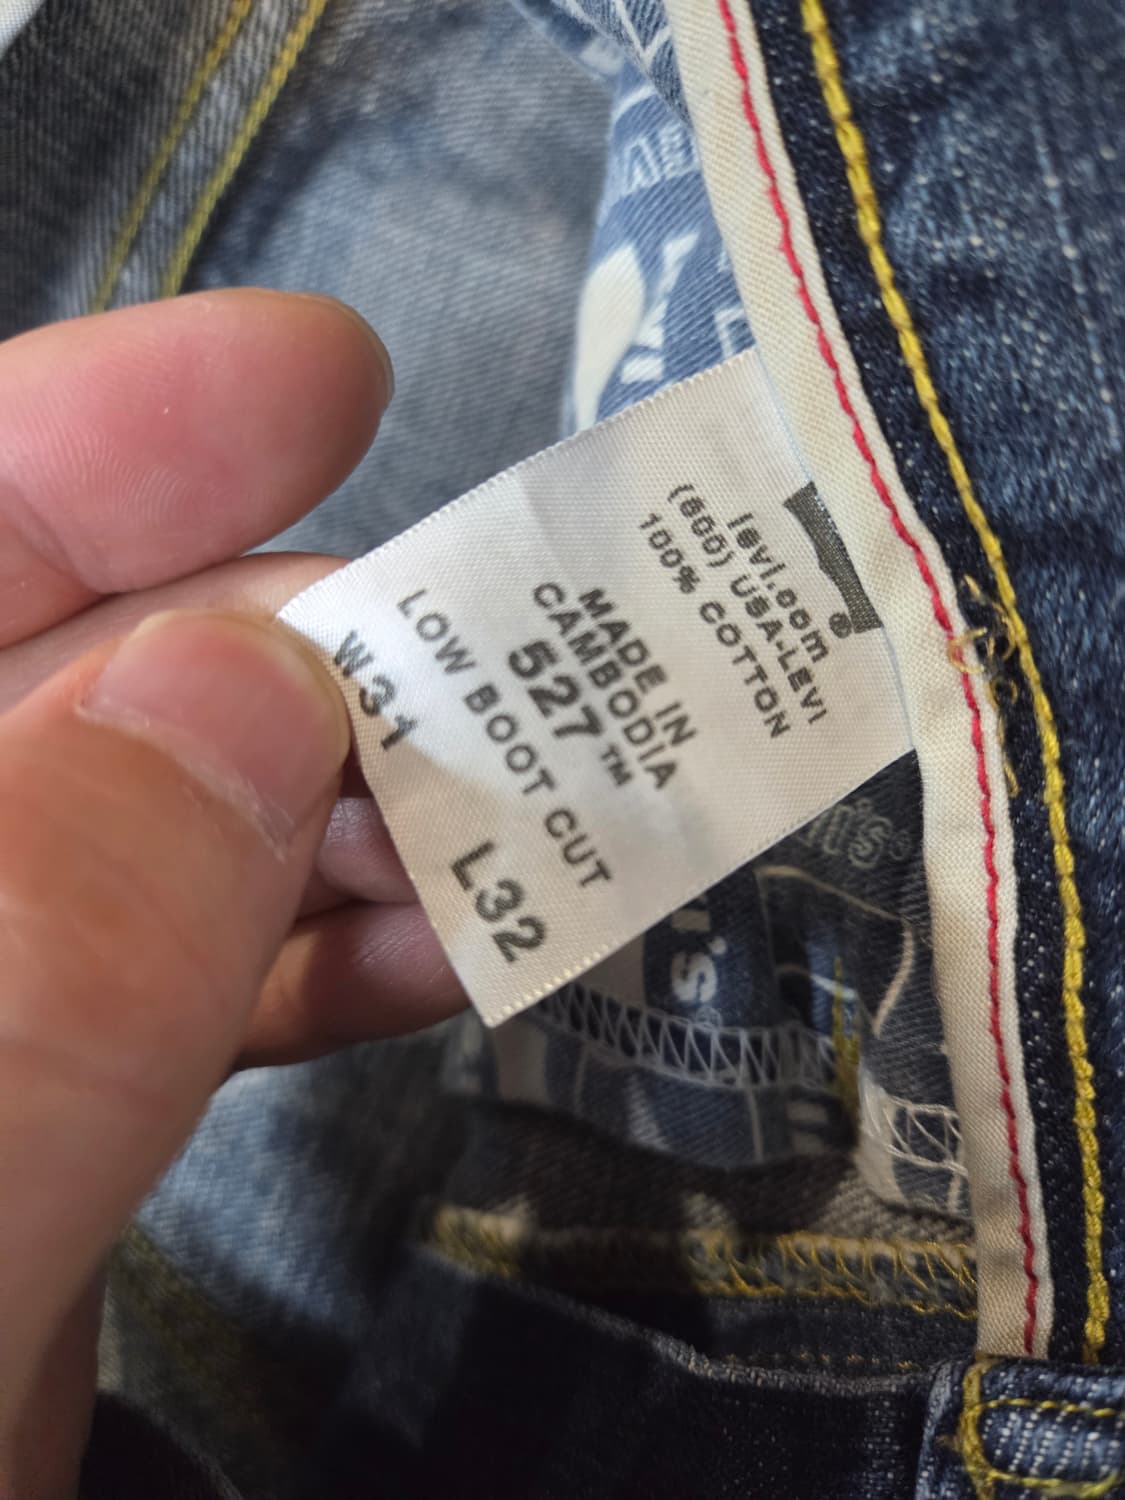 ®
levi.com
(800) USA-LEVI
100% COTTON
MADE IN
CAMBODIA
527™
LOW BOOT CUT
W31 L32